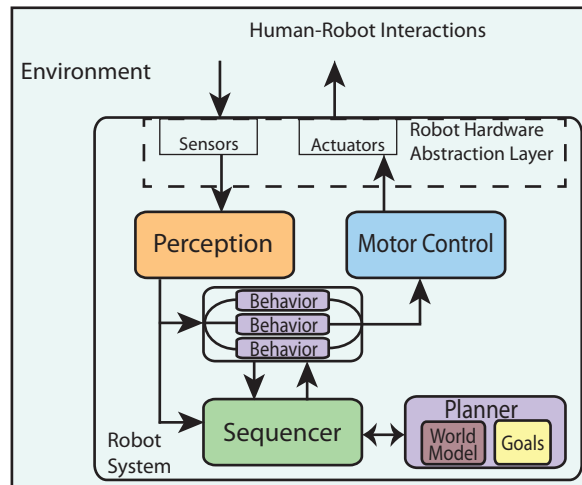 Human-Robot Interactions
Environment
Sensors
Actuators
Robot Hardware
Abstraction Layer
Perception
Motor Control
Behavior
Behavior
Behavior
Sequencer
Planner
World
Model
Goals
Robot
System